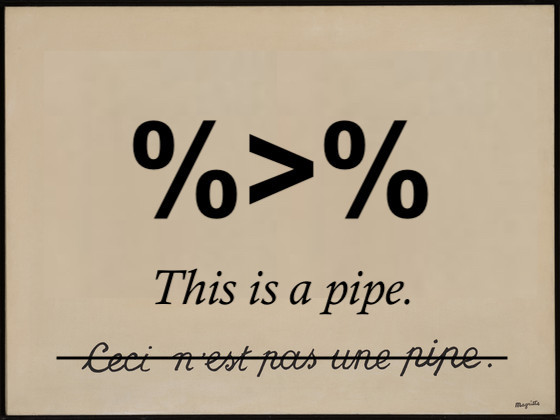 %>%
This is a pipe.
Ceci n'est pas une pipe.
Magritte